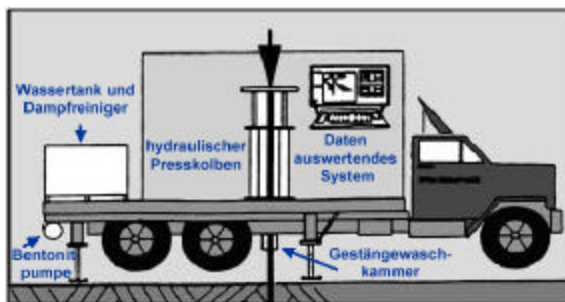 Wassertank und
Dampfreiniger
hydraulischer
Presskolben
Daten
auswertendes
System
Bentonit
pumpe
Gestängewasch-
kammer